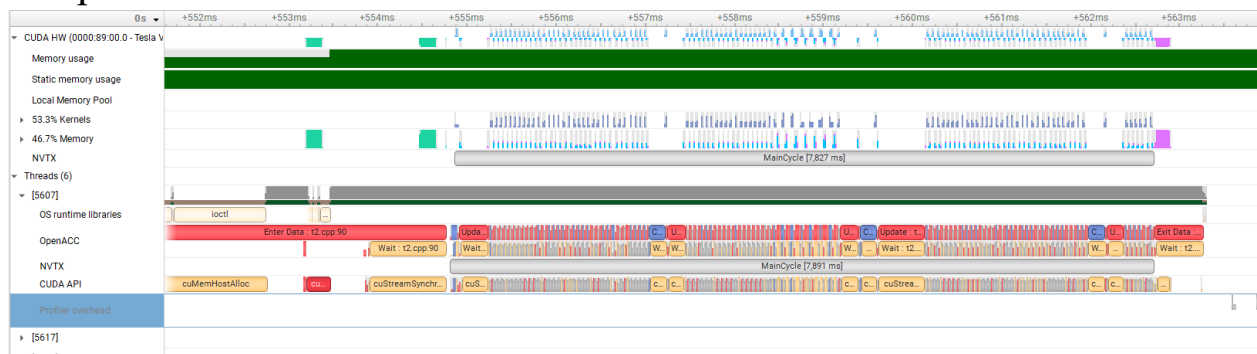 0s +552ms +553ms +554ms +555ms +556ms +557ms +558ms +559ms +560ms +561ms +562ms +563ms
CUDA HW (0000:89:00.0 - Tesla V
Memory usage
Static memory usage
Local Memory Pool
53.3% Kernels
46.7% Memory
NVTX MainCycle [7,827 ms]
Threads (6)
[5607]
OS runtime libraries ioctl ...
OpenACC Enter Data : t2.cpp:90 Upda... C... U... U... C... Update : t... C... U... Exit Data :...
Wait : t2.cpp:90 Wait... W... W... W... ... Wait : t2... W... ... Wait : t2....
NVTX MainCycle [7,891 ms]
CUDA API cuMemHostAlloc cu... cuStreamSynchr... cuS... c... c... c... c... cuStrea... c... c... ...
Profiler overhead
[5617]